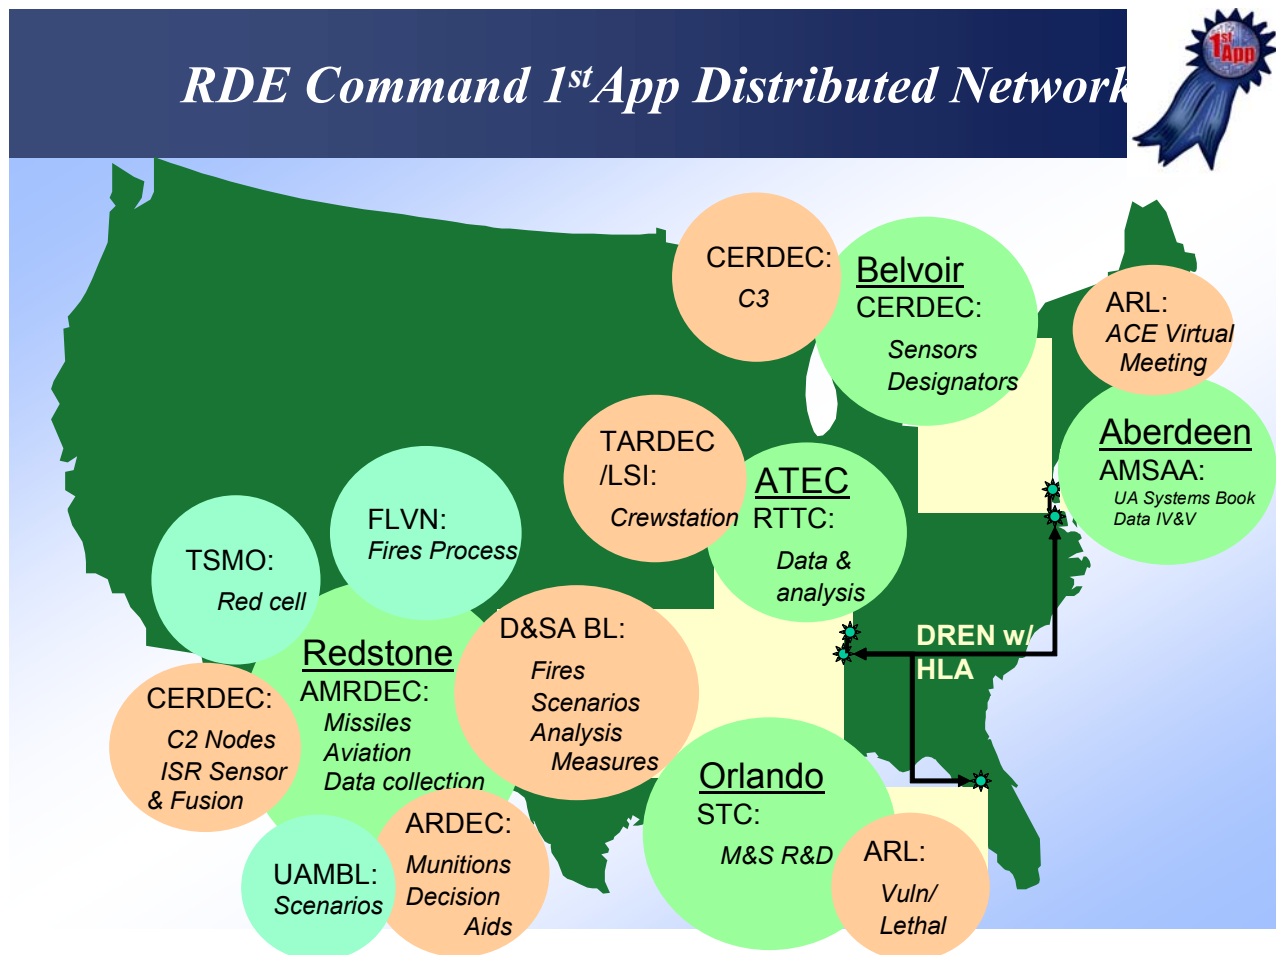 RDE Command 1st App Distributed Network
1st
App
CERDEC:
C3
Belvoir
CERDEC:
Sensors
Designators
ARL:
ACE Virtual
Meeting
Aberdeen
AMSAA:
UA Systems Book
Data IV&V
TARDEC
/LSI:
Crewstation
ATEC
RTTC:
Data &
analysis
FLVN:
Fires Process
TSMO:
Red cell
Redstone
AMRDEC:
Missiles
Aviation
Data collection
D&SA BL:
Fires
Scenarios
Analysis
Measures
DREN w/
HLA
CERDEC:
C2 Nodes
ISR Sensor
& Fusion
Orlando
STC:
M&S R&D
ARL:
Vuln/
Lethal
ARDEC:
Munitions
Decision
Aids
UAMBL:
Scenarios